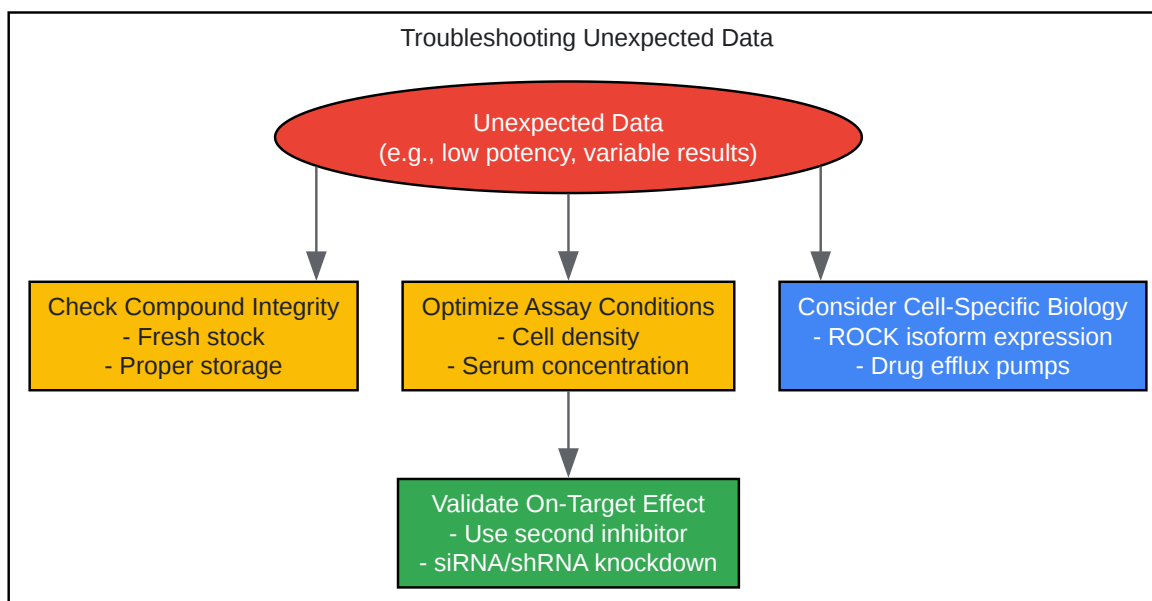 Troubleshooting Unexpected Data
Unexpected Data
(e.g., low potency, variable results)
Check Compound Integrity
- Fresh stock
- Proper storage
Optimize Assay Conditions
- Cell density
- Serum concentration
Consider Cell-Specific Biology
- ROCK isoform expression
- Drug efflux pumps
Validate On-Target Effect
- Use second inhibitor
- siRNA/shRNA knockdown